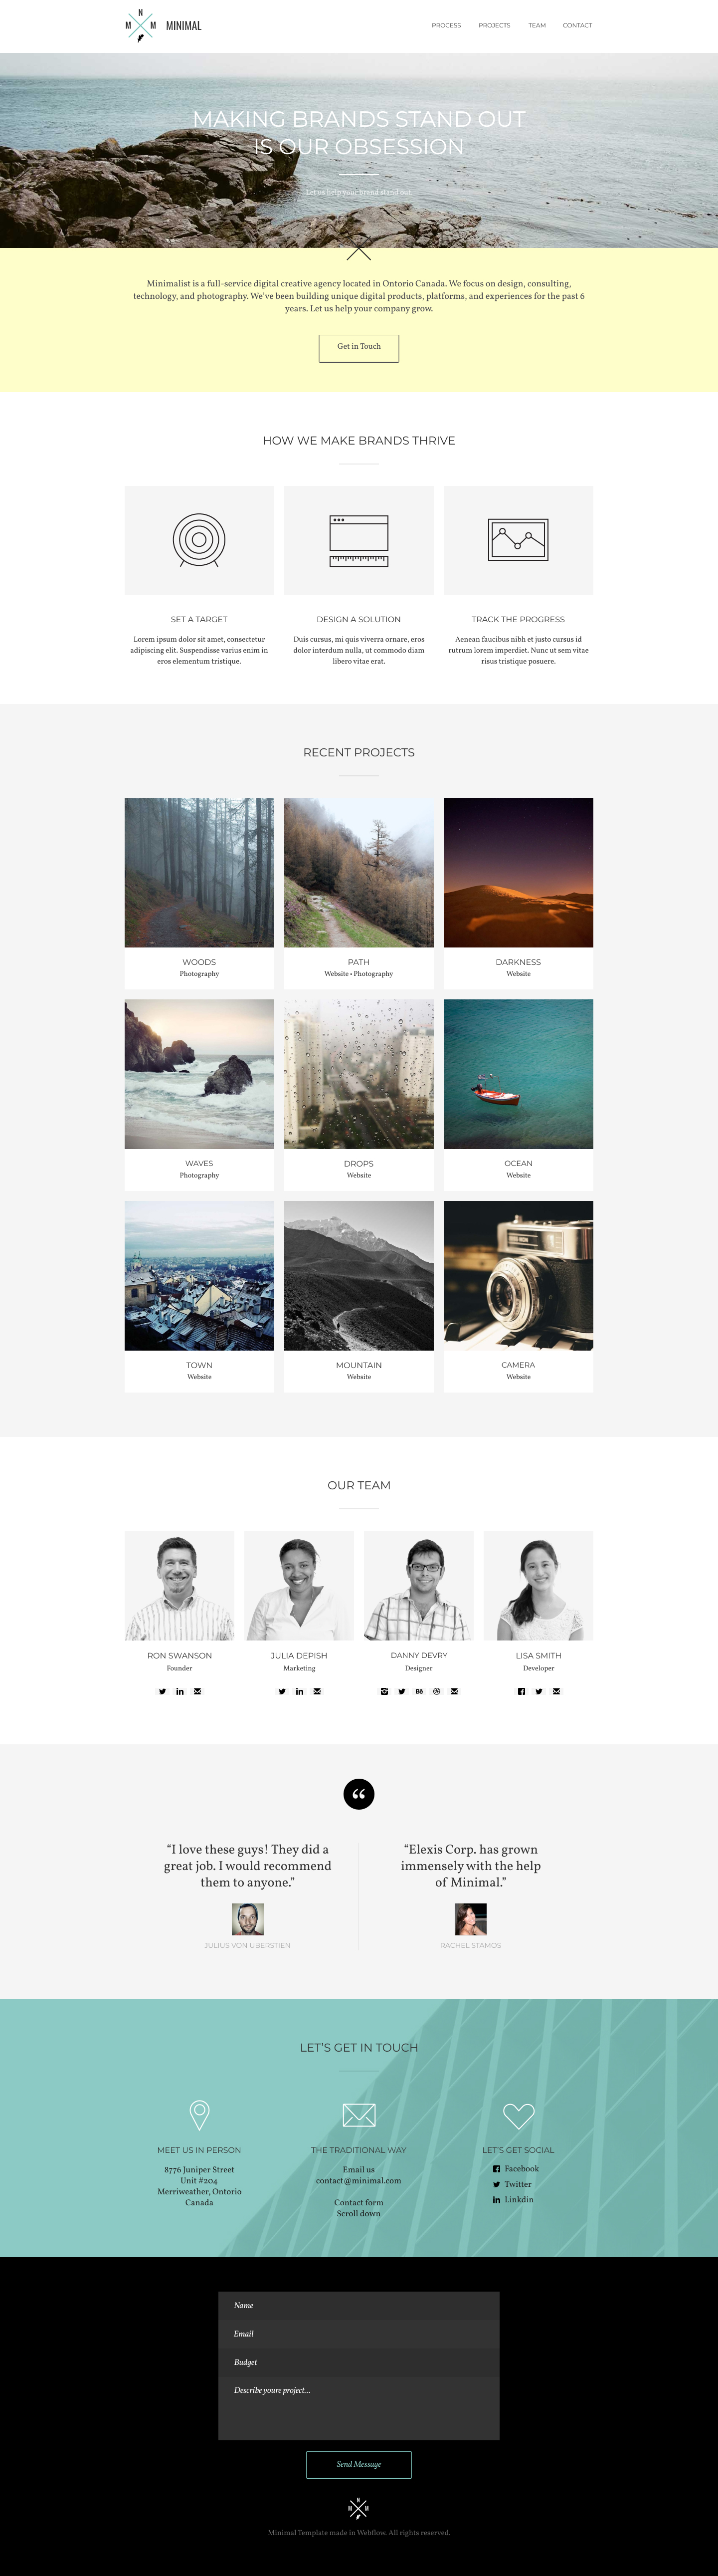 N
M M
MINIMAL
PROCESS PROJECTS TEAM CONTACT
MAKING BRANDS STAND OUT
IS OUR OBSESSION
Let us help your brand stand out.
Minimalist is a full-service digital creative agency located in Ontorio Canada. We focus on design, consulting,
technology, and photography. We've been building unique digital products, platforms, and experiences for the past 6
years. Let us help your company grow.
Get in Touch
HOW WE MAKE BRANDS THRIVE
SET A TARGET
Lorem ipsum dolor sit amet, consectetur
adipiscing elit. Suspendisse varius enim in
eros elementum tristique.
DESIGN A SOLUTION
Duis cursus, mi quis viverra ornare, eros
dolor interdum nulla, ut commodo diam
libero vitae erat.
TRACK THE PROGRESS
Aenean faucibus nibh et justo cursus id
rutrum lorem imperdiet. Nunc ut sem vitae
risus tristique posuere.
RECENT PROJECTS
WOODS
Photography
PATH
Website • Photography
DARKNESS
Website
WAVES
Photography
DROPS
Website
OCEAN
Website
TOWN
Website
MOUNTAIN
Website
CAMERA
Website
OUR TEAM
RON SWANSON
Founder
JULIA DEPISH
Marketing
DANNY DEVRY
Designer
Bē
LISA SMITH
Developer
“I love these guys! They did a
great job. I would recommend
them to anyone.”
JULIUS VON UBERSTIEN
“Elexis Corp. has grown
immensely with the help
of Minimal.”
RACHEL STAMOS
LET'S GET IN TOUCH
MEET US IN PERSON
8776 Juniper Street
Unit #204
Merriweather, Ontorio
Canada
THE TRADITIONAL WAY
Email us
contact@minimal.com
Contact form
Scroll down
LET'S GET SOCIAL
Facebook
Twitter
Linkdin
Name
Email
Budget
Describe youre project...
Send Message
N
M M
Minimal Template made in Webflow. All rights reserved.